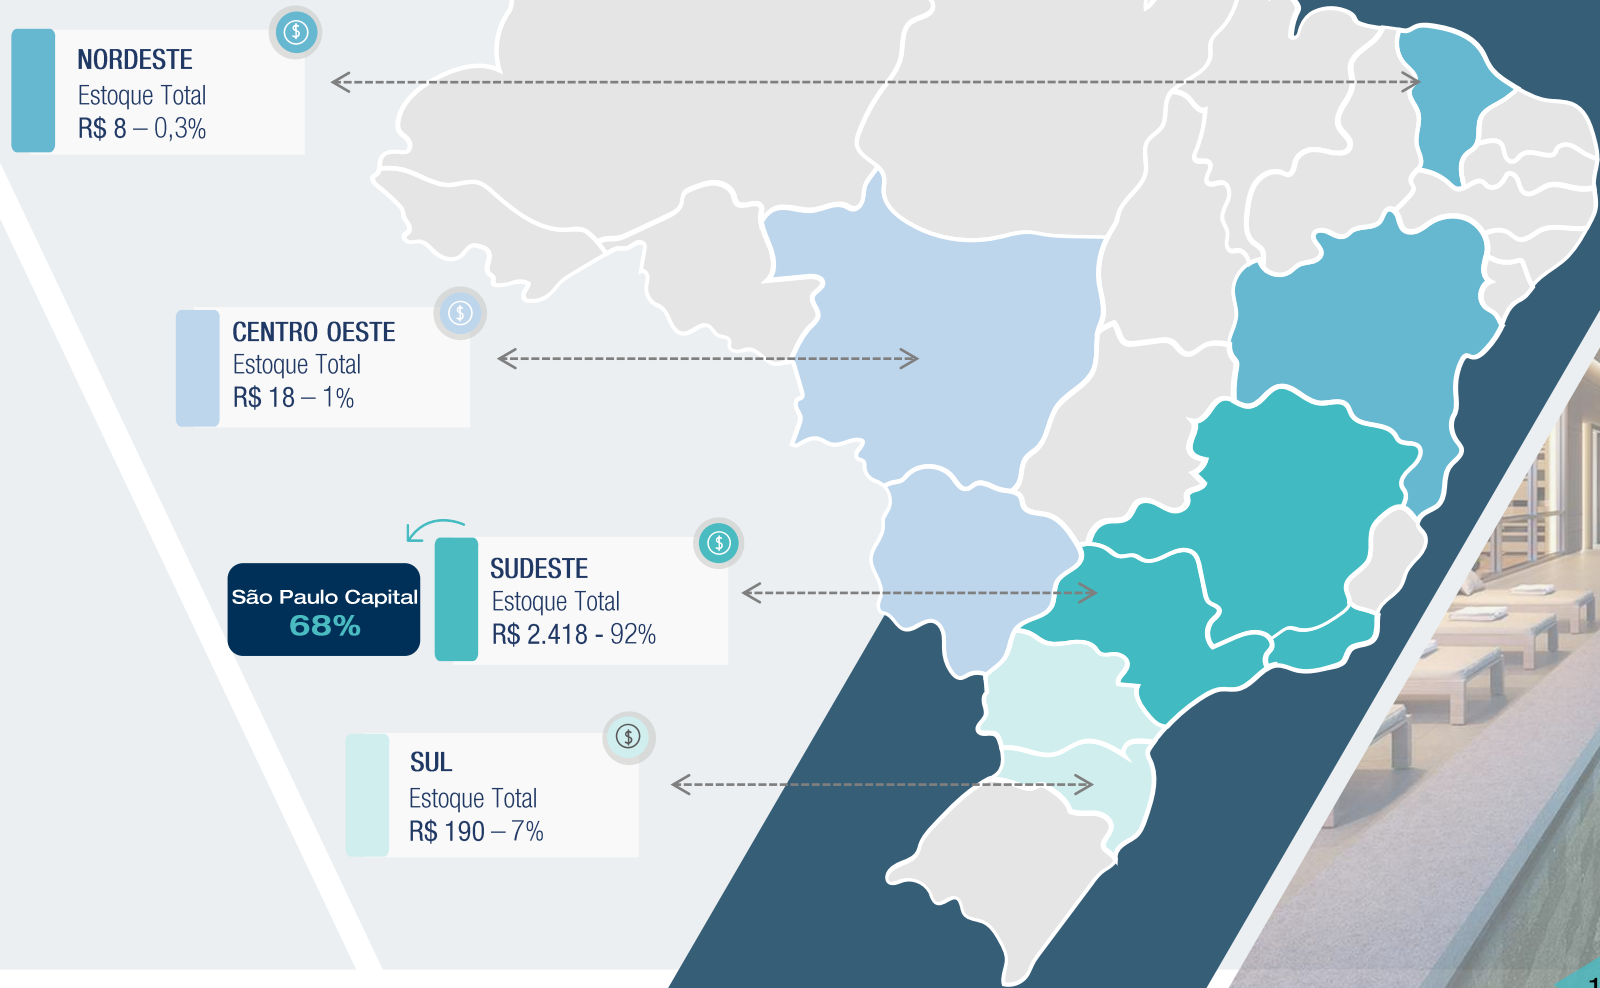 NORDESTE
Estoque Total
R$ 8 – 0,3%
CENTRO OESTE
Estoque Total
R$ 18 – 1%
SUDESTE
Estoque Total
R$ 2.418 - 92%
São Paulo Capital
68%
SUL
Estoque Total
R$ 190 – 7%